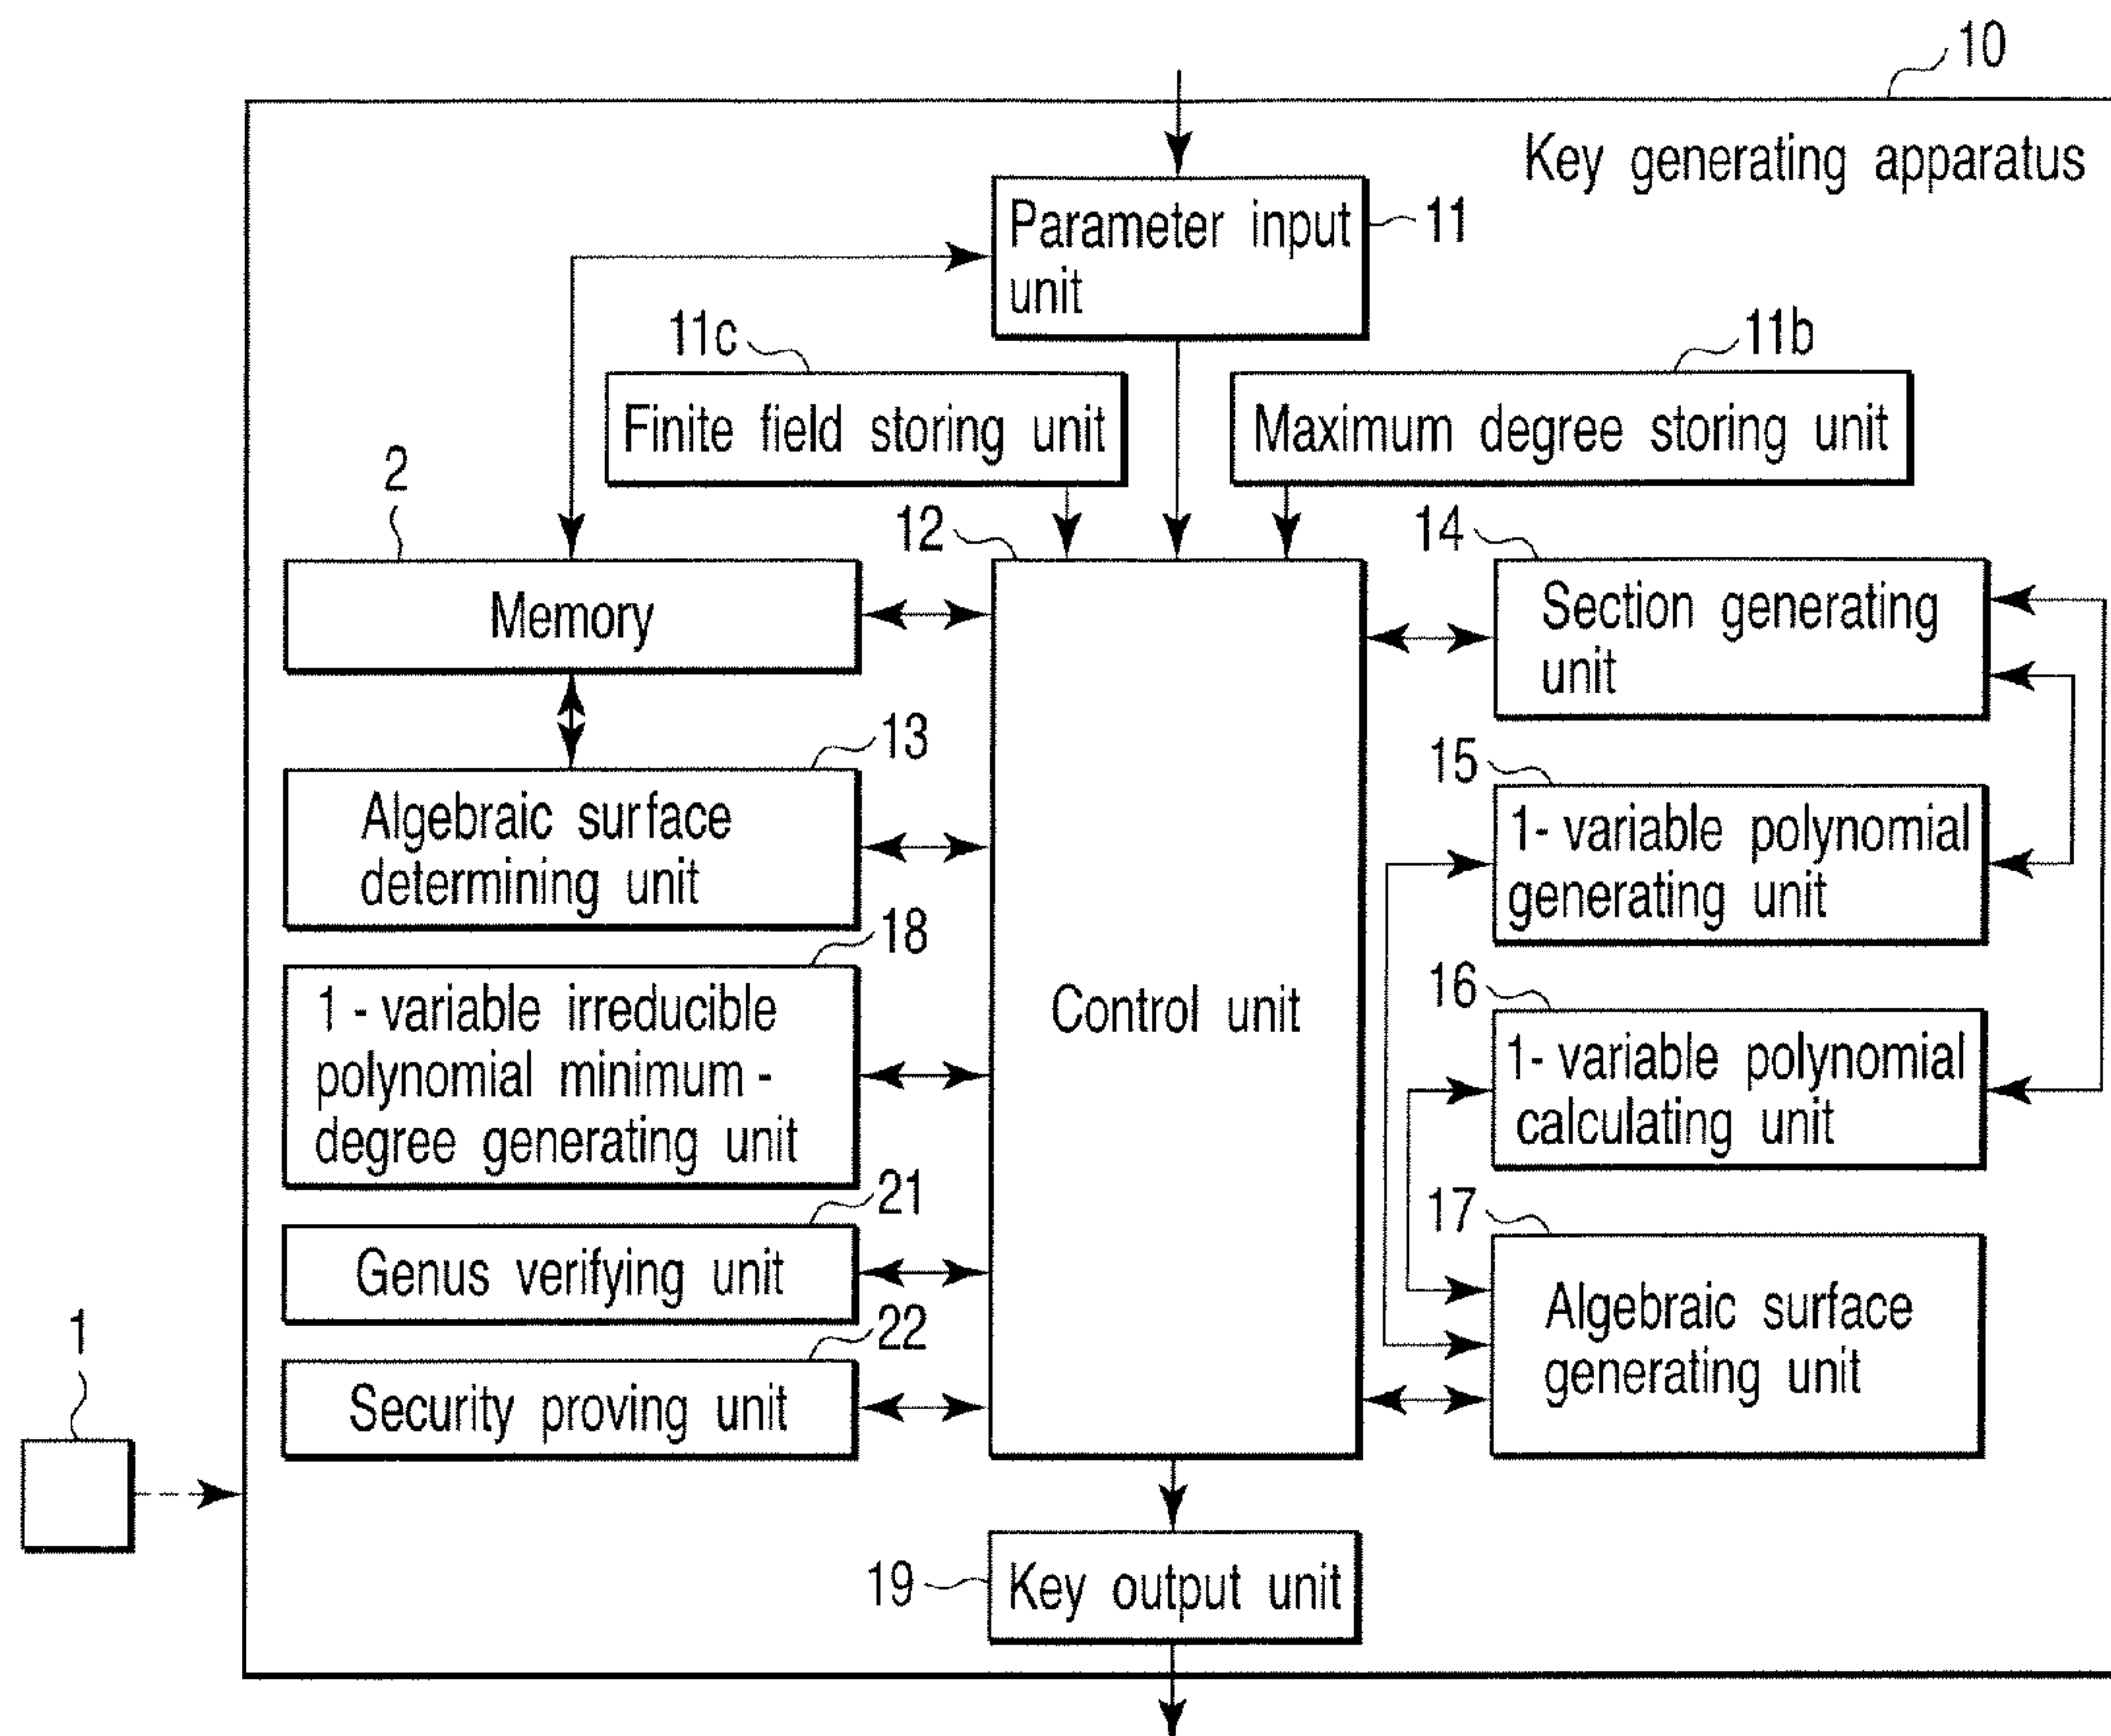 10
Key generating apparatus
Parameter input
unit
11
11c
11b
Finite field storing unit
Maximum degree storing unit
2
12
14
Memory
Section generating
unit
13
15
Algebraic surface
determining unit
1- variable polynomial
generating unit
18
16
1 - variable irreducible
polynomial minimum -
degree generating unit
Control unit
1- variable polynomial
calculating unit
21
17
Genus verifying unit
Algebraic surface
generating unit
22
1
Security proving unit
19
Key output unit